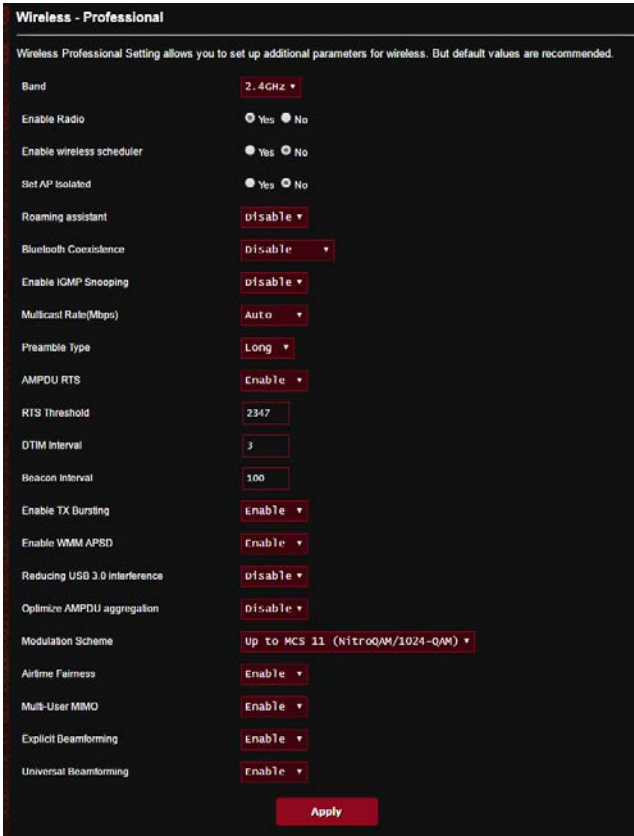 Wireless - Professional
Wireless Professional Setting allows you to set up additional parameters for wireless. But default values are recommended.
Band 2.4GHz
Enable Radio Yes No
Enable wireless scheduler Yes No
Set AP Isolated Yes No
Roaming assistant Disable
Bluetooth Coexistence Disable
Enable IGMP Snooping Disable
Multicast Rate(Mbps) Auto
Preamble Type Long
AMPDU RTS Enable
RTS Threshold 2347
DTIM Interval 3
Beacon Interval 100
Enable TX Bursting Enable
Enable WMM APSD Enable
Reducing USB 3.0 interference Disable
Optimize AMPDU aggregation Disable
Modulation Scheme Up to MCS 11 (NitroQAM/1024-QAM)
Airtime Fairness Enable
Multi-User MIMO Enable
Explicit Beamforming Enable
Universal Beamforming Enable
Apply